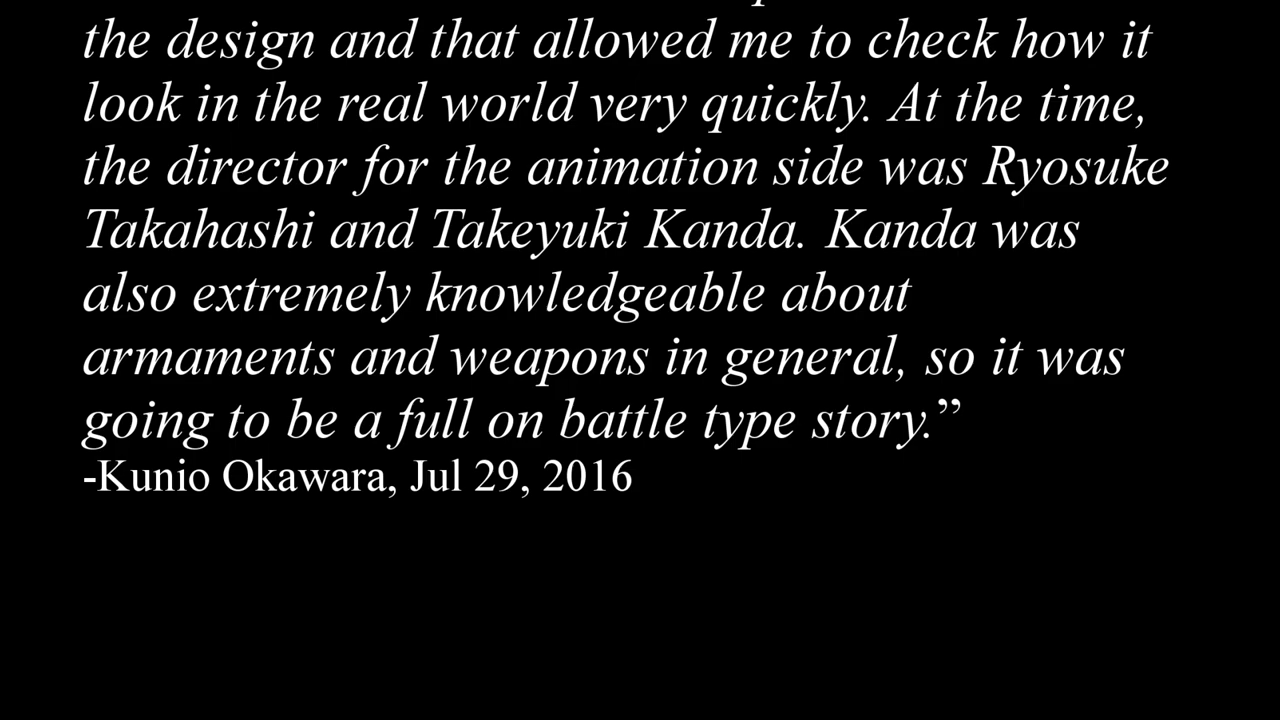 the design and that allowed me to check how it
look in the real world very quickly. At the time,
the director for the animation side was Ryosuke
Takahashi and Takeyuki Kanda. Kanda was
also extremely knowledgeable about
armaments and weapons in general, so it was
going to be a full on battle type story.”
-Kunio Okawara, Jul 29, 2016